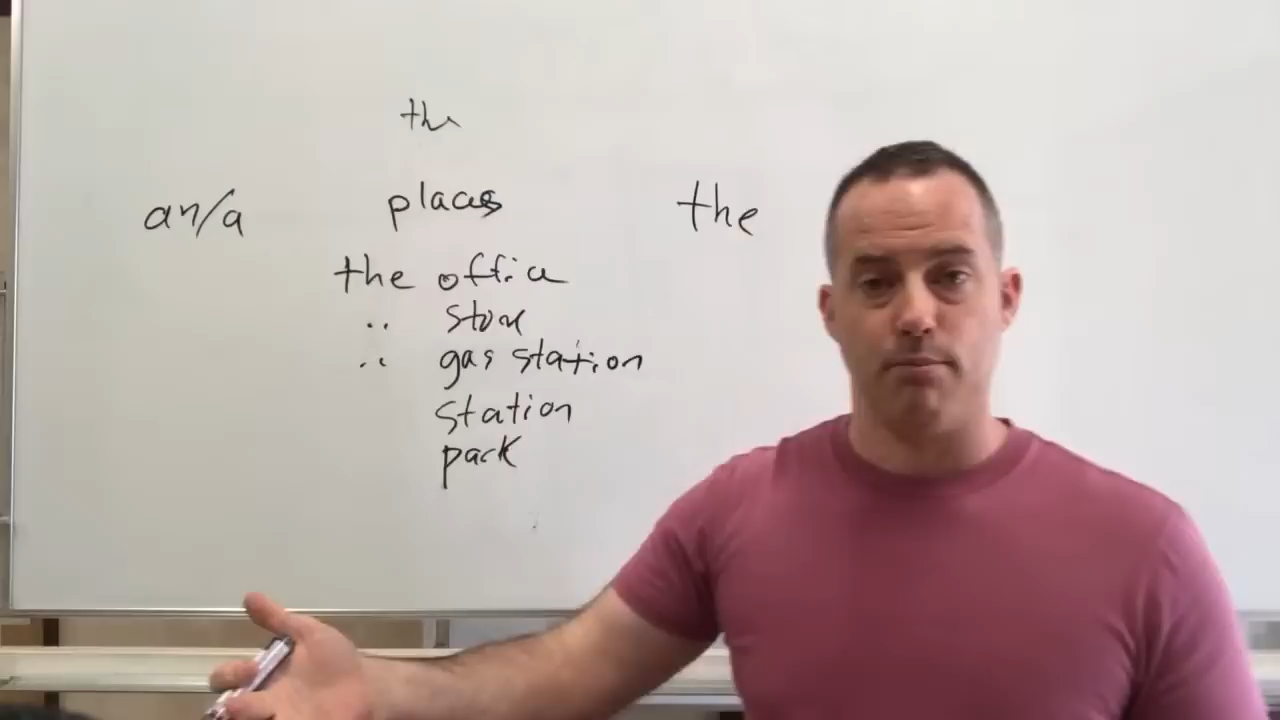 the
an/a places the
the office
" store
" gas station
station
park